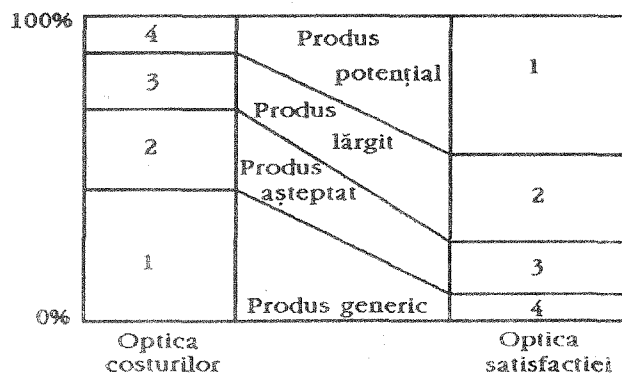 100%
4
Produs
potențial
1
3
Produs
lărgit
2
Produs
așteptat
2
1
3
Produs generic
4
0%
Optica
costurilor
Optica
satisfactiei